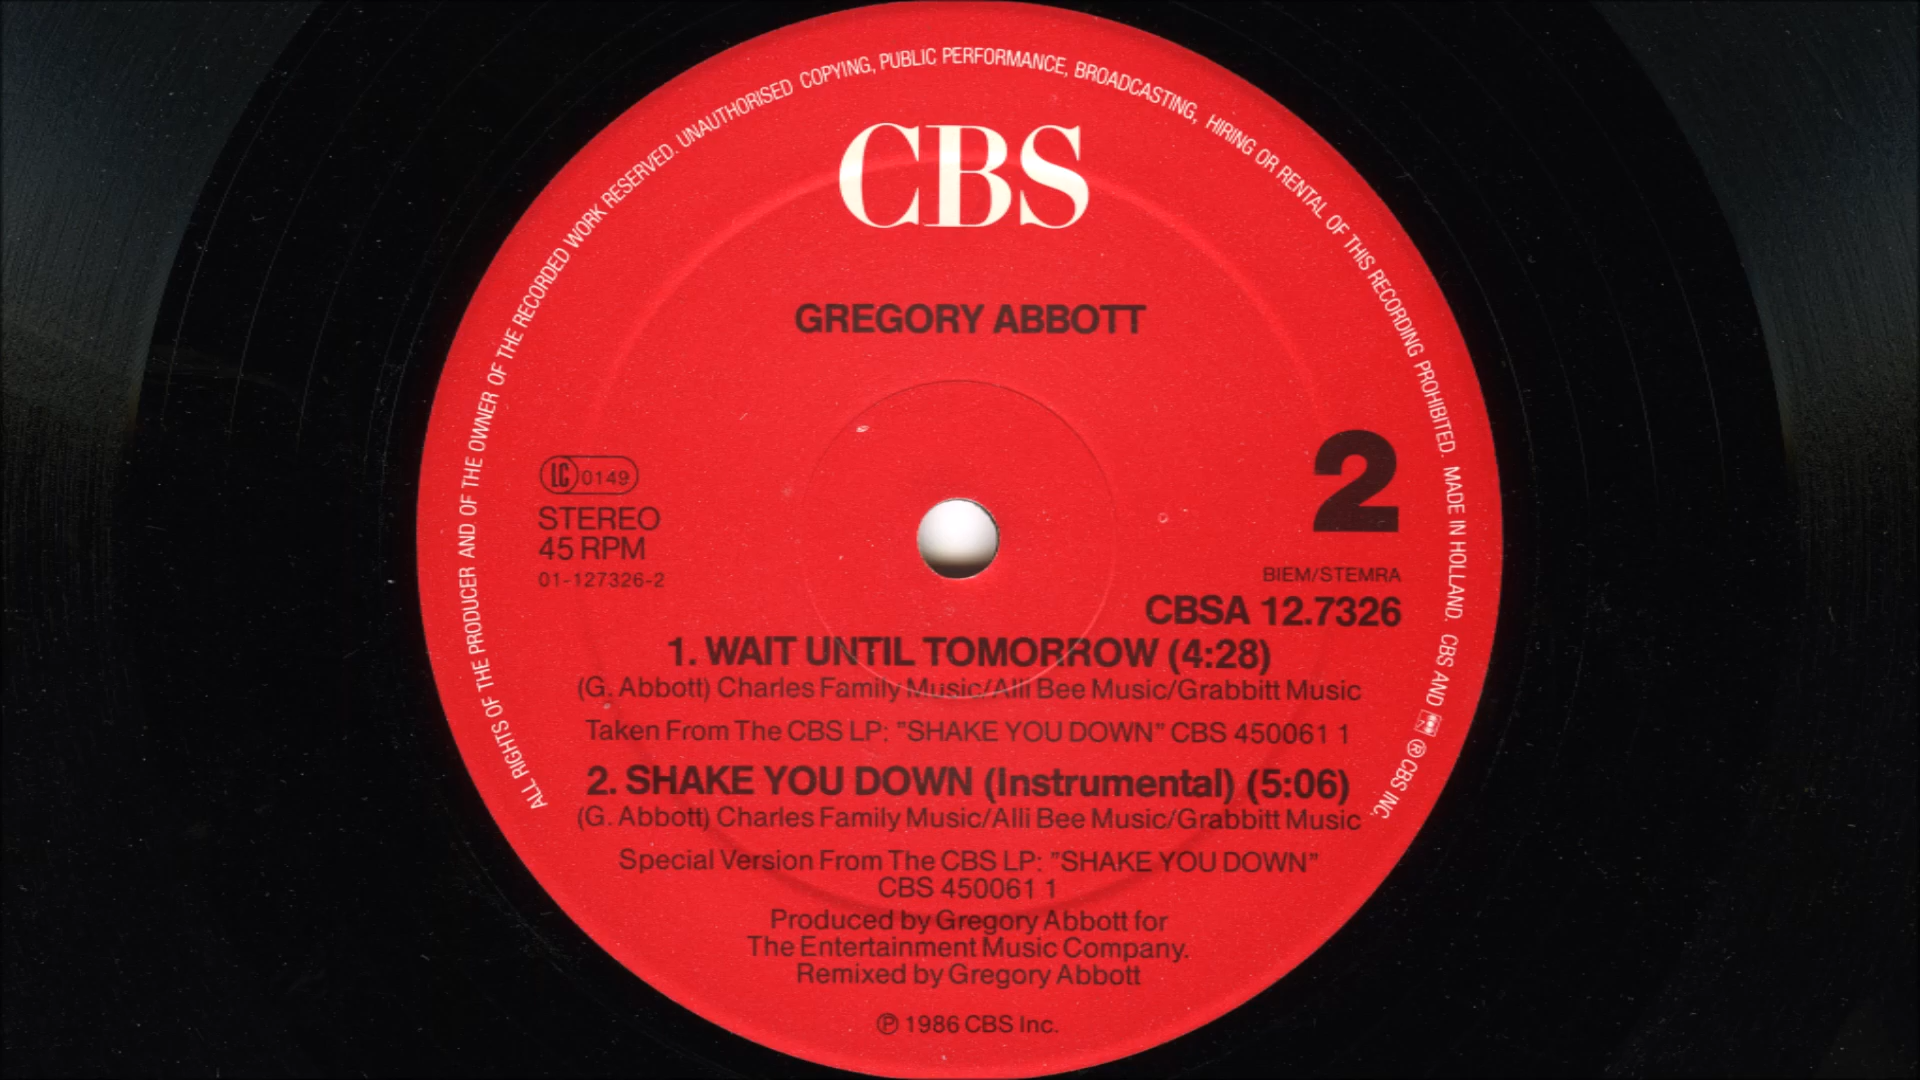 ALL RIGHTS OF THE PRODUCER AND OF THE OWNER OF THE RECORDED WORK RESERVED. UNAUTHORISED COPYING, PUBLIC PERFORMANCE, BROADCASTING, HIRING OR RENTAL OF THIS RECORDING PROHIBITED. MADE IN HOLLAND. CBS AND ® CBS INC.
CBS
GREGORY ABBOTT
LC 0149
STEREO
45 RPM
01-127326-2
2
BIEM/STEMRA
CBSA 12.7326
1. WAIT UNTIL TOMORROW (4:28)
(G. Abbott) Charles Family Music/Alli Bee Music/Grabbitt Music
Taken From The CBS LP: "SHAKE YOU DOWN" CBS 450061 1
2. SHAKE YOU DOWN (Instrumental) (5:06)
(G. Abbott) Charles Family Music/Alli Bee Music/Grabbitt Music
Special Version From The CBS LP: "SHAKE YOU DOWN"
CBS 450061 1
Produced by Gregory Abbott for
The Entertainment Music Company.
Remixed by Gregory Abbott
℗ 1986 CBS Inc.